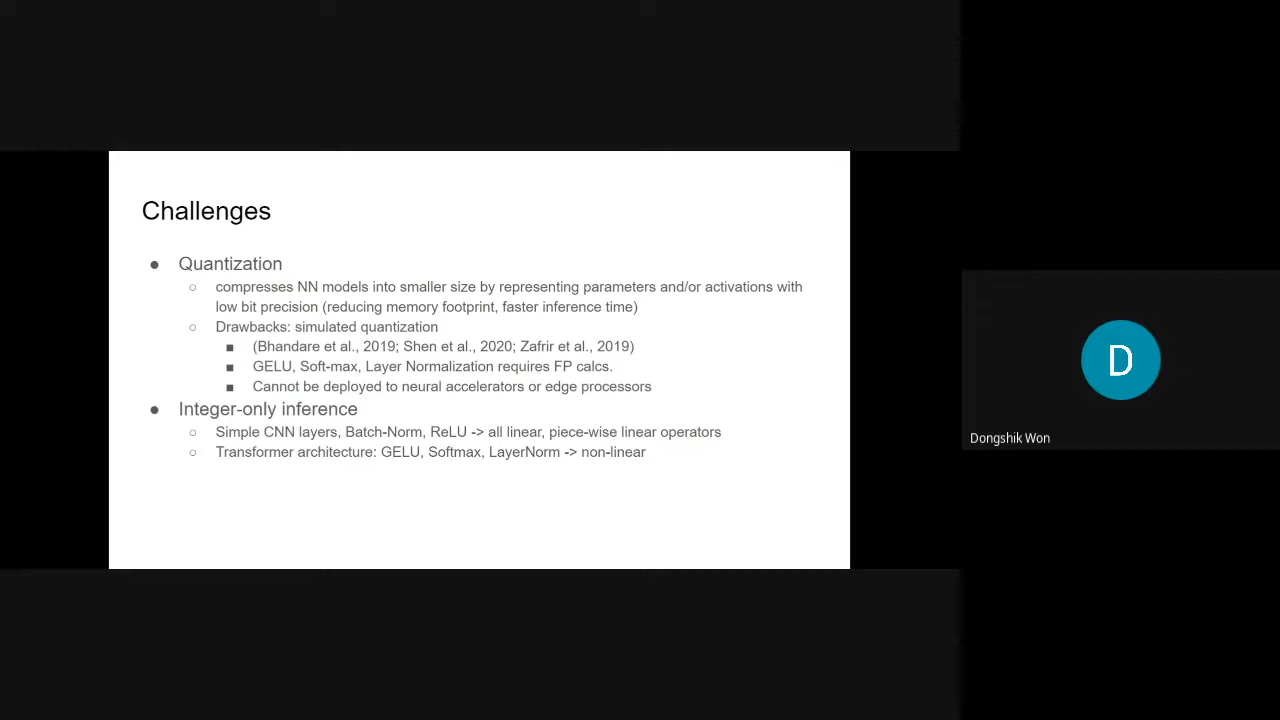 Challenges
● Quantization
○ compresses NN models into smaller size by representing parameters and/or activations with
low bit precision (reducing memory footprint, faster inference time)
○ Drawbacks: simulated quantization
■ (Bhandare et al., 2019; Shen et al., 2020; Zafrir et al., 2019)
■ GELU, Soft-max, Layer Normalization requires FP calcs.
■ Cannot be deployed to neural accelerators or edge processors
● Integer-only inference
○ Simple CNN layers, Batch-Norm, ReLU -> all linear, piece-wise linear operators
○ Transformer architecture: GELU, Softmax, LayerNorm -> non-linear
D
Dongshik Won